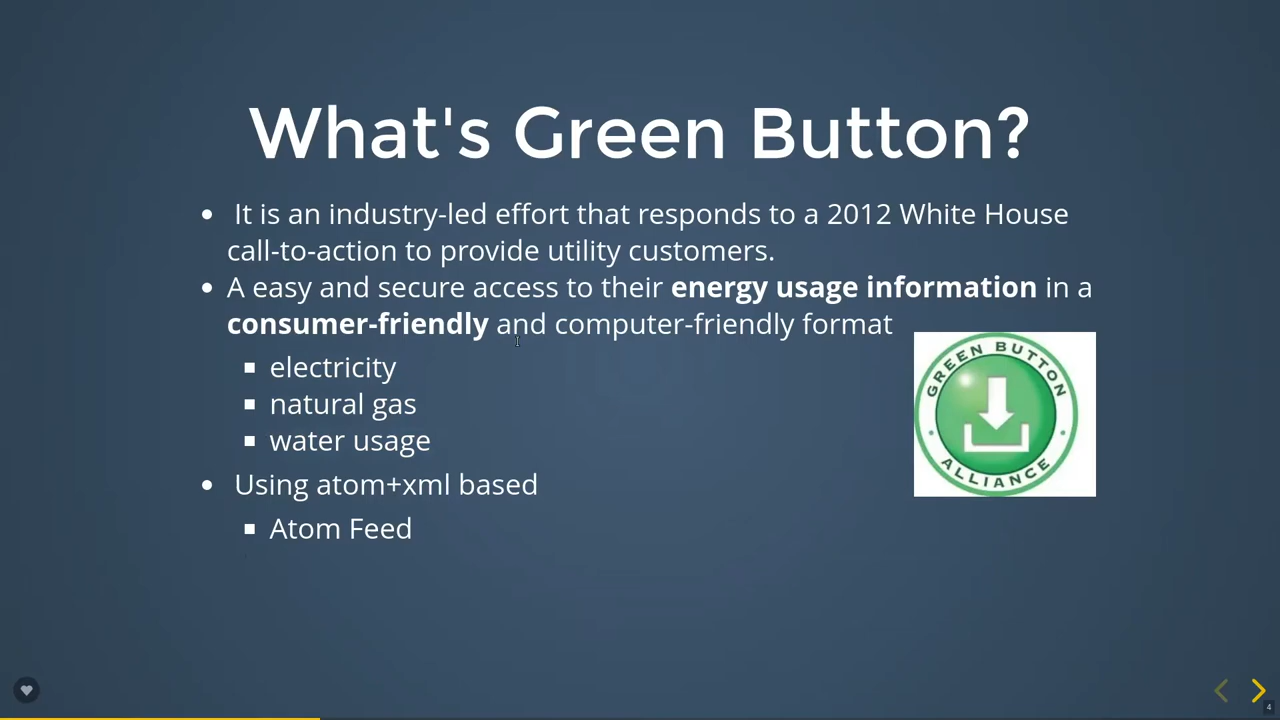 What's Green Button?
It is an industry-led effort that responds to a 2012 White House
call-to-action to provide utility customers.
A easy and secure access to their energy usage information in a
consumer-friendly and computer-friendly format
electricity
natural gas
water usage
GREEN BUTTON
ALLIANCE
Using atom+xml based
Atom Feed
4